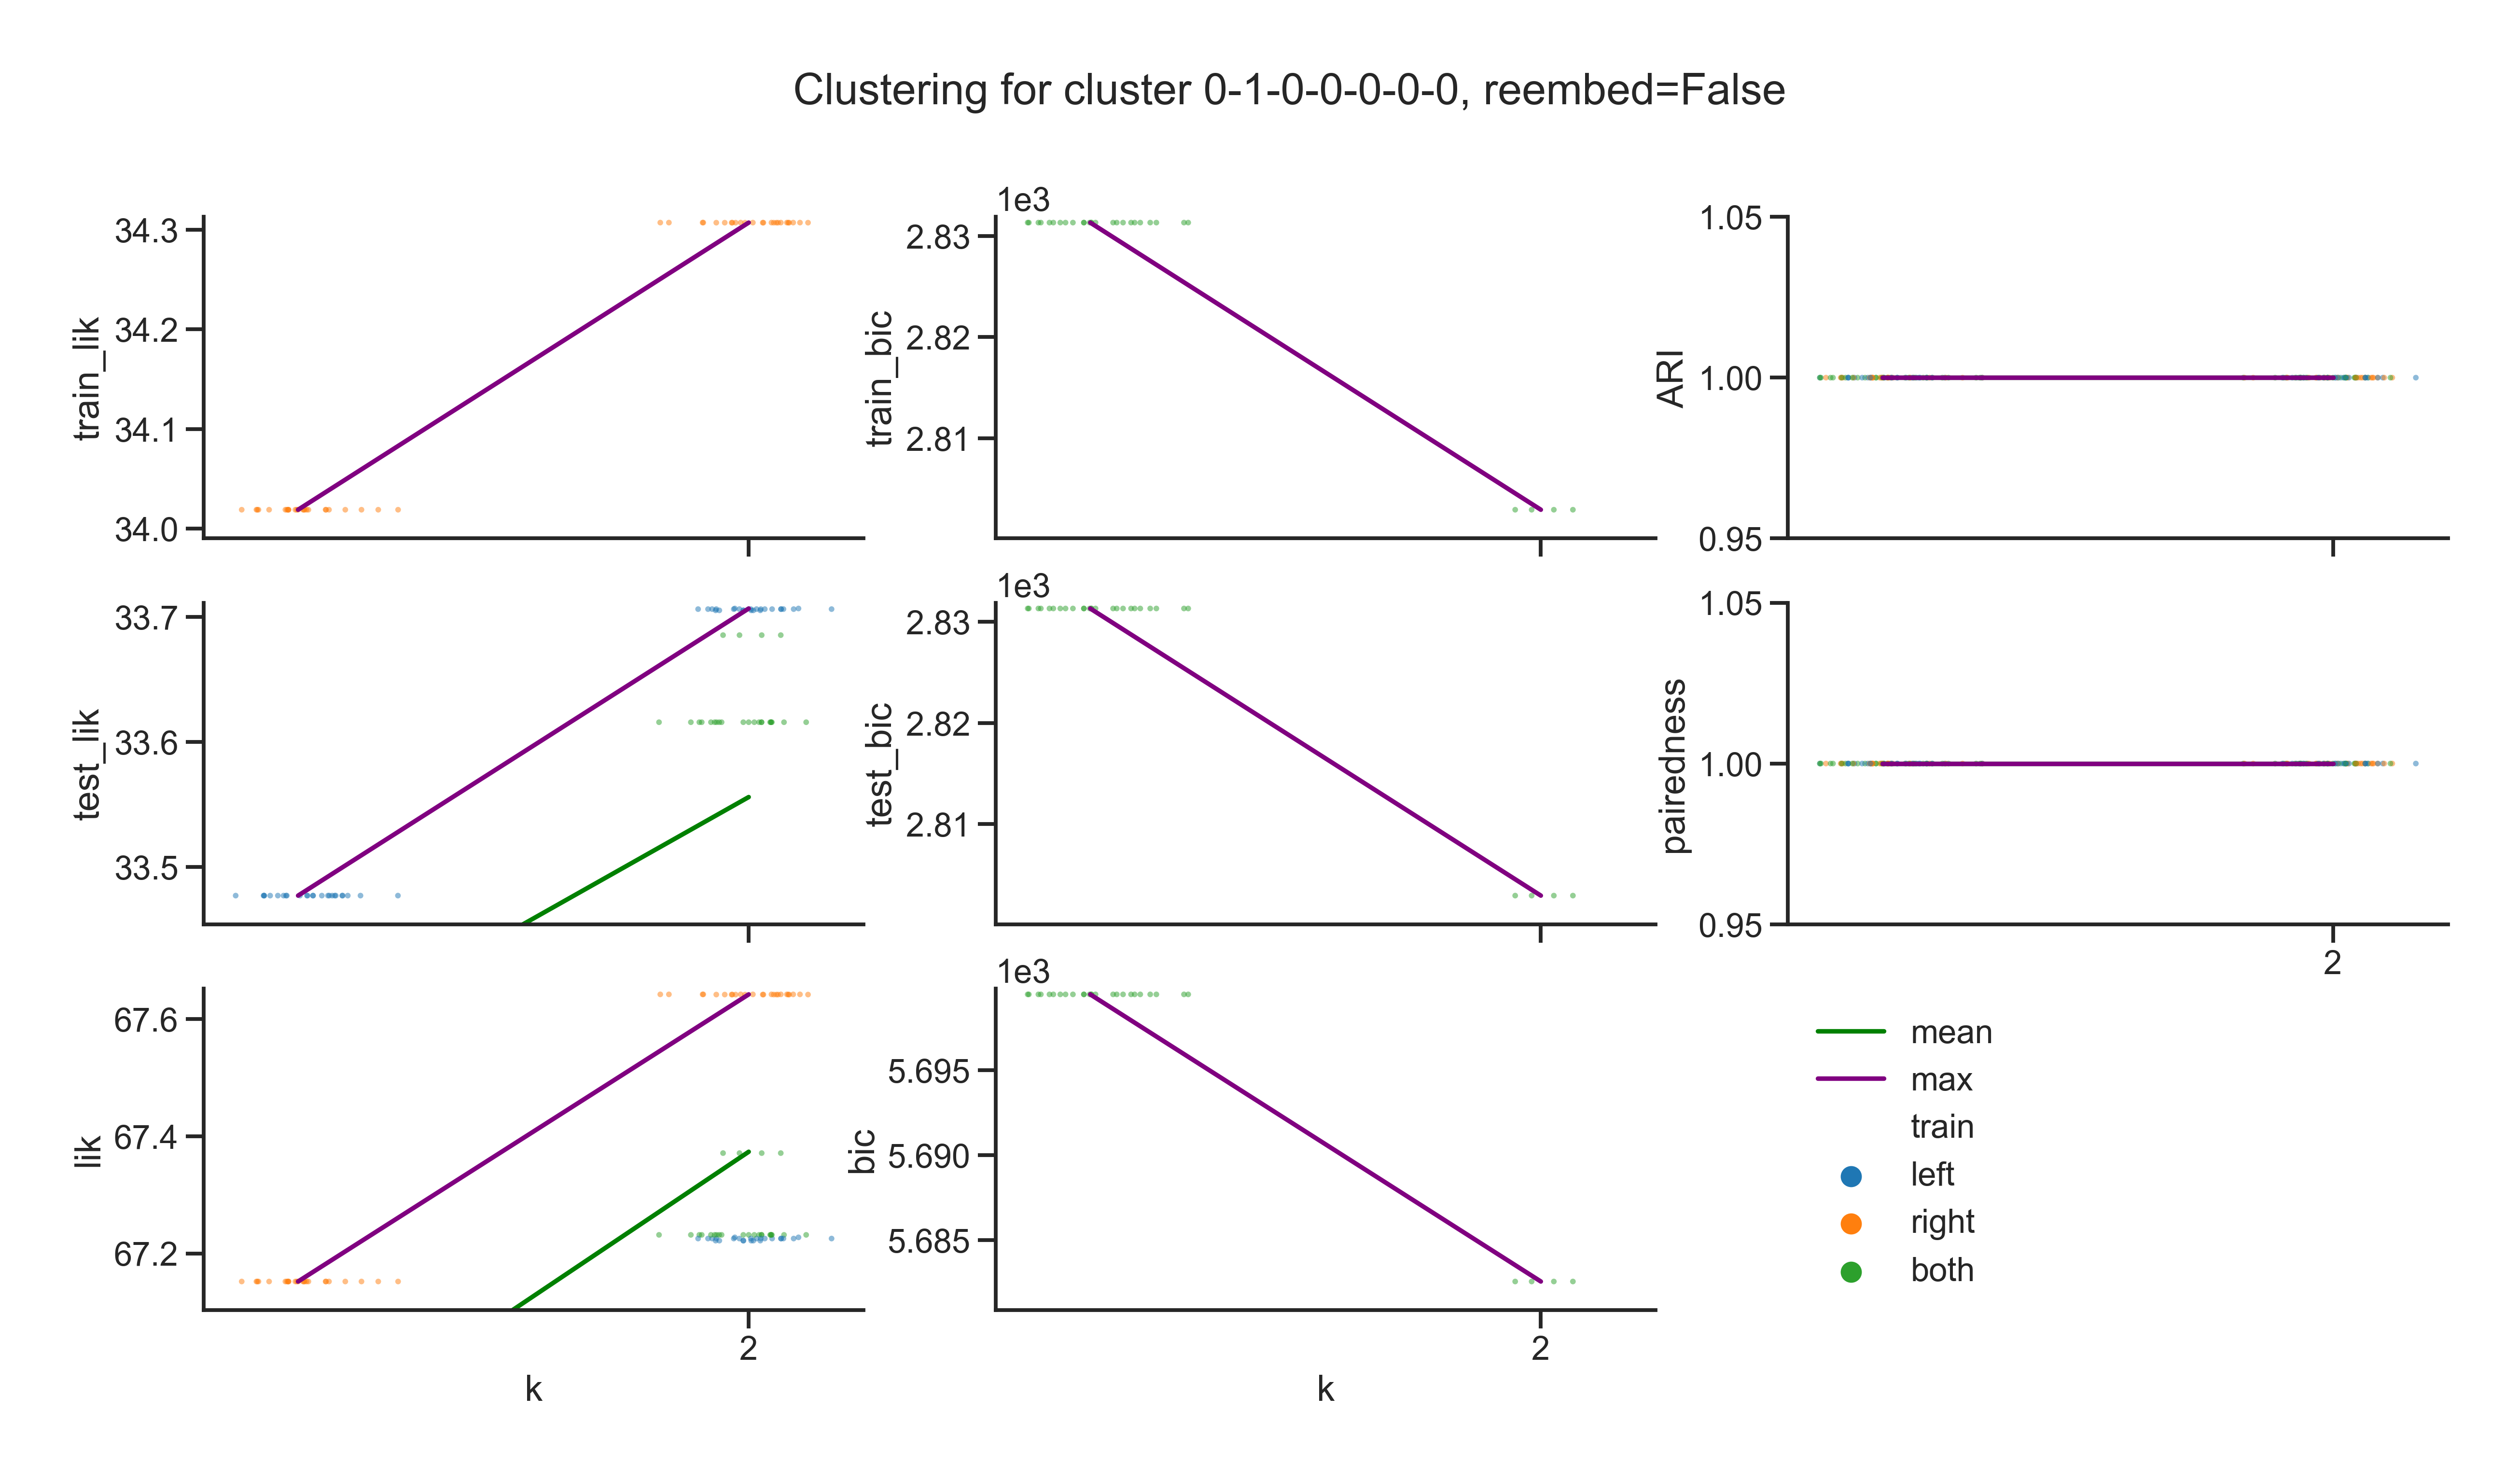 Clustering for cluster 0-1-0-0-0-0-0, reembed=False
train_lik
34.3
34.2
34.1
34.0
1e3
train_bic
2.83
2.82
2.81
ARI
1.05
1.00
0.95
test_lik
33.7
33.6
33.5
1e3
test_bic
2.83
2.82
2.81
pairedness
1.05
1.00
0.95
2
lik
67.6
67.4
67.2
2
k
1e3
bic
5.695
5.690
5.685
2
k
mean
max
train
left
right
both